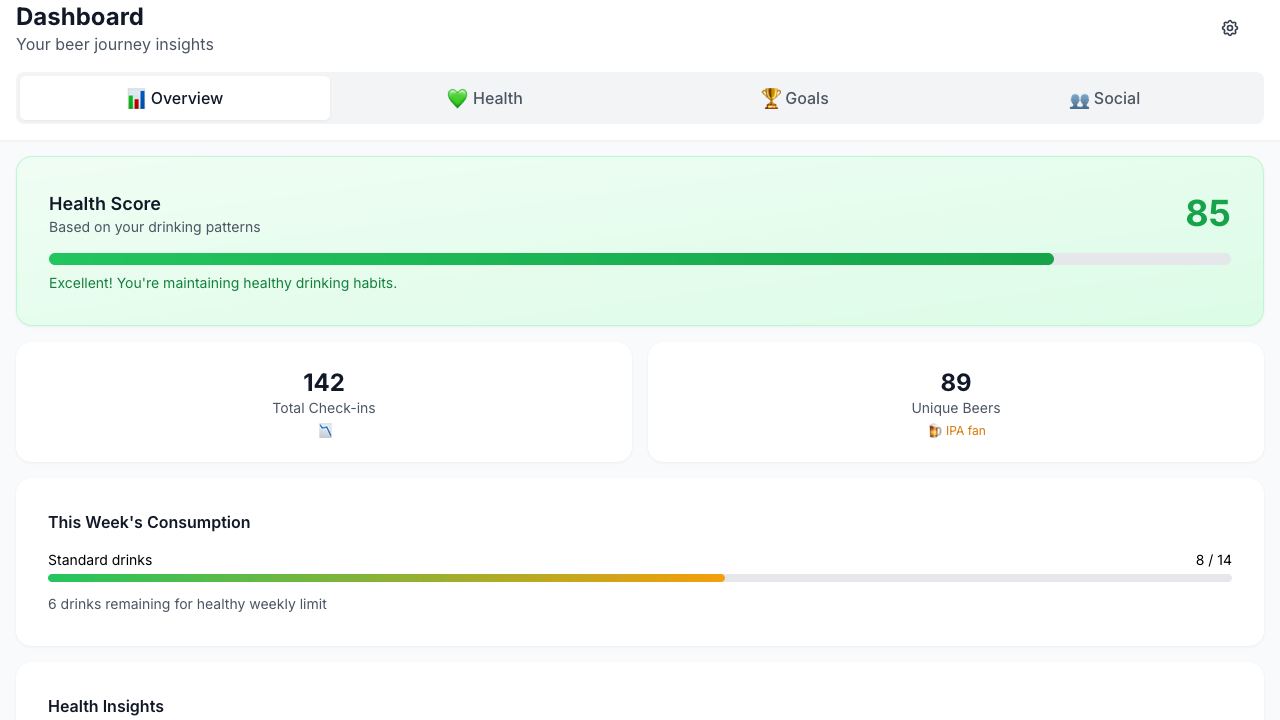 Dashboard
Your beer journey insights
📊 Overview
💚 Health
🏆 Goals
👥 Social
Health Score
Based on your drinking patterns
85
Excellent! You're maintaining healthy drinking habits.
142
Total Check-ins
📉
89
Unique Beers
🍺 IPA fan
This Week's Consumption
Standard drinks
8 / 14
6 drinks remaining for healthy weekly limit
Health Insights